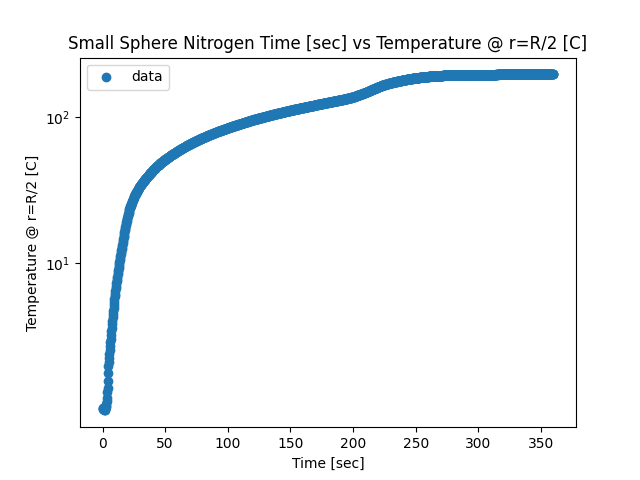 Small Sphere Nitrogen Time [sec] vs Temperature @ r=R/2 [C]
data
Temperature @ r=R/2 [C]
10²
10¹
0 50 100 150 200 250 300 350
Time [sec]